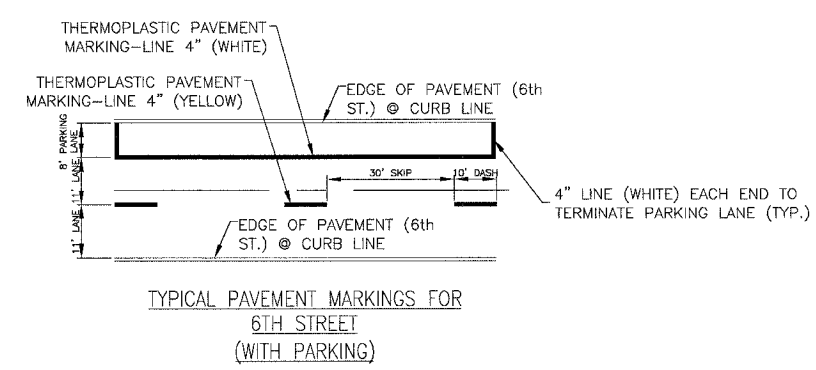 THERMOPLASTIC PAVEMENT
MARKING-LINE 4" (WHITE)
THERMOPLASTIC PAVEMENT
MARKING-LINE 4" (YELLOW)
EDGE OF PAVEMENT (6th
ST.) @ CURB LINE
8' PARKING
LANE
11' LANE
11' LANE
30' SKIP
10' DASH
4" LINE (WHITE) EACH END TO
TERMINATE PARKING LANE (TYP.)
EDGE OF PAVEMENT (6th
ST.) @ CURB LINE
TYPICAL PAVEMENT MARKINGS FOR
6TH STREET
(WITH PARKING)